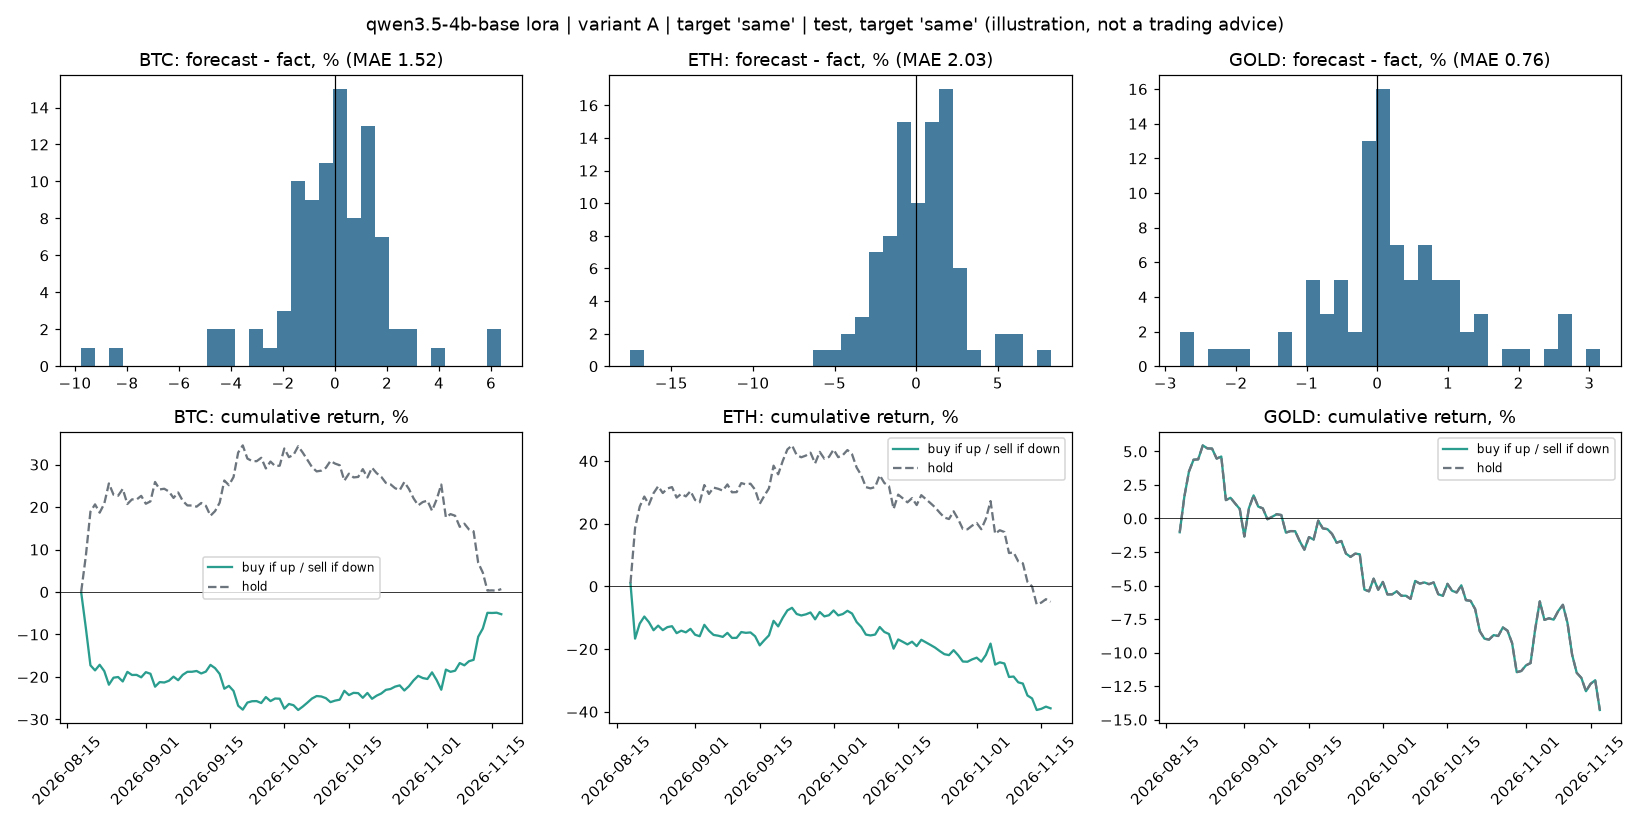 qwen3.5-4b-base lora | variant A | target 'same' | test, target 'same' (illustration, not a trading advice)
BTC: forecast - fact, % (MAE 1.52)
14
12
10
8
6
4
2
0
−10 −8 −6 −4 −2 0 2 4 6
ETH: forecast - fact, % (MAE 2.03)
16
14
12
10
8
6
4
2
0
−15 −10 −5 0 5
GOLD: forecast - fact, % (MAE 0.76)
16
14
12
10
8
6
4
2
0
−3 −2 −1 0 1 2 3
BTC: cumulative return, %
30
20
10
0
−10
−20
−30
buy if up / sell if down
hold
2026-08-15 2026-09-01 2026-09-15 2026-10-01 2026-10-15 2026-11-01 2026-11-15
ETH: cumulative return, %
40
20
0
−20
−40
buy if up / sell if down
hold
2026-08-15 2026-09-01 2026-09-15 2026-10-01 2026-10-15 2026-11-01 2026-11-15
GOLD: cumulative return, %
5.0
2.5
0.0
−2.5
−5.0
−7.5
−10.0
−12.5
−15.0
buy if up / sell if down
hold
2026-08-15 2026-09-01 2026-09-15 2026-10-01 2026-10-15 2026-11-01 2026-11-15